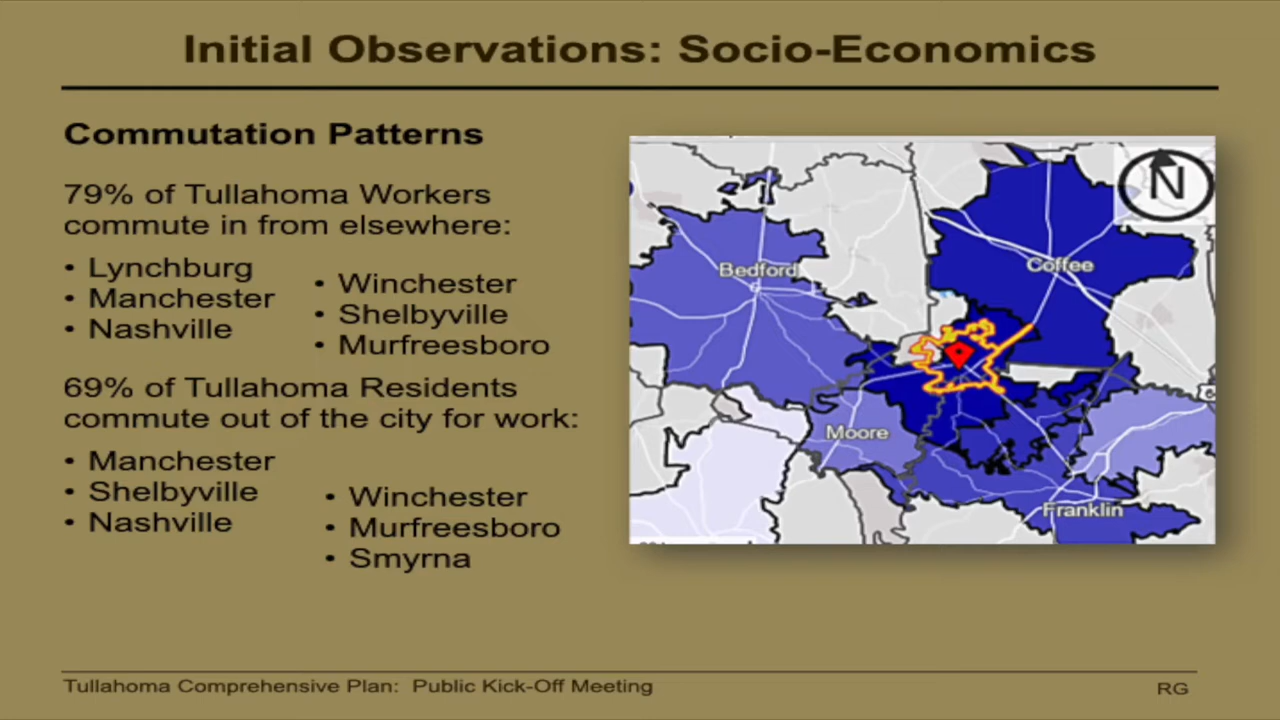 Initial Observations: Socio-Economics
Commutation Patterns
79% of Tullahoma Workers
commute in from elsewhere:
• Lynchburg
• Manchester
• Nashville
• Winchester
• Shelbyville
• Murfreesboro
69% of Tullahoma Residents
commute out of the city for work:
• Manchester
• Shelbyville
• Nashville
• Winchester
• Murfreesboro
• Smyrna
N
Bedford
Coffee
Moore
Franklin
Tullahoma Comprehensive Plan: Public Kick-Off Meeting
RG